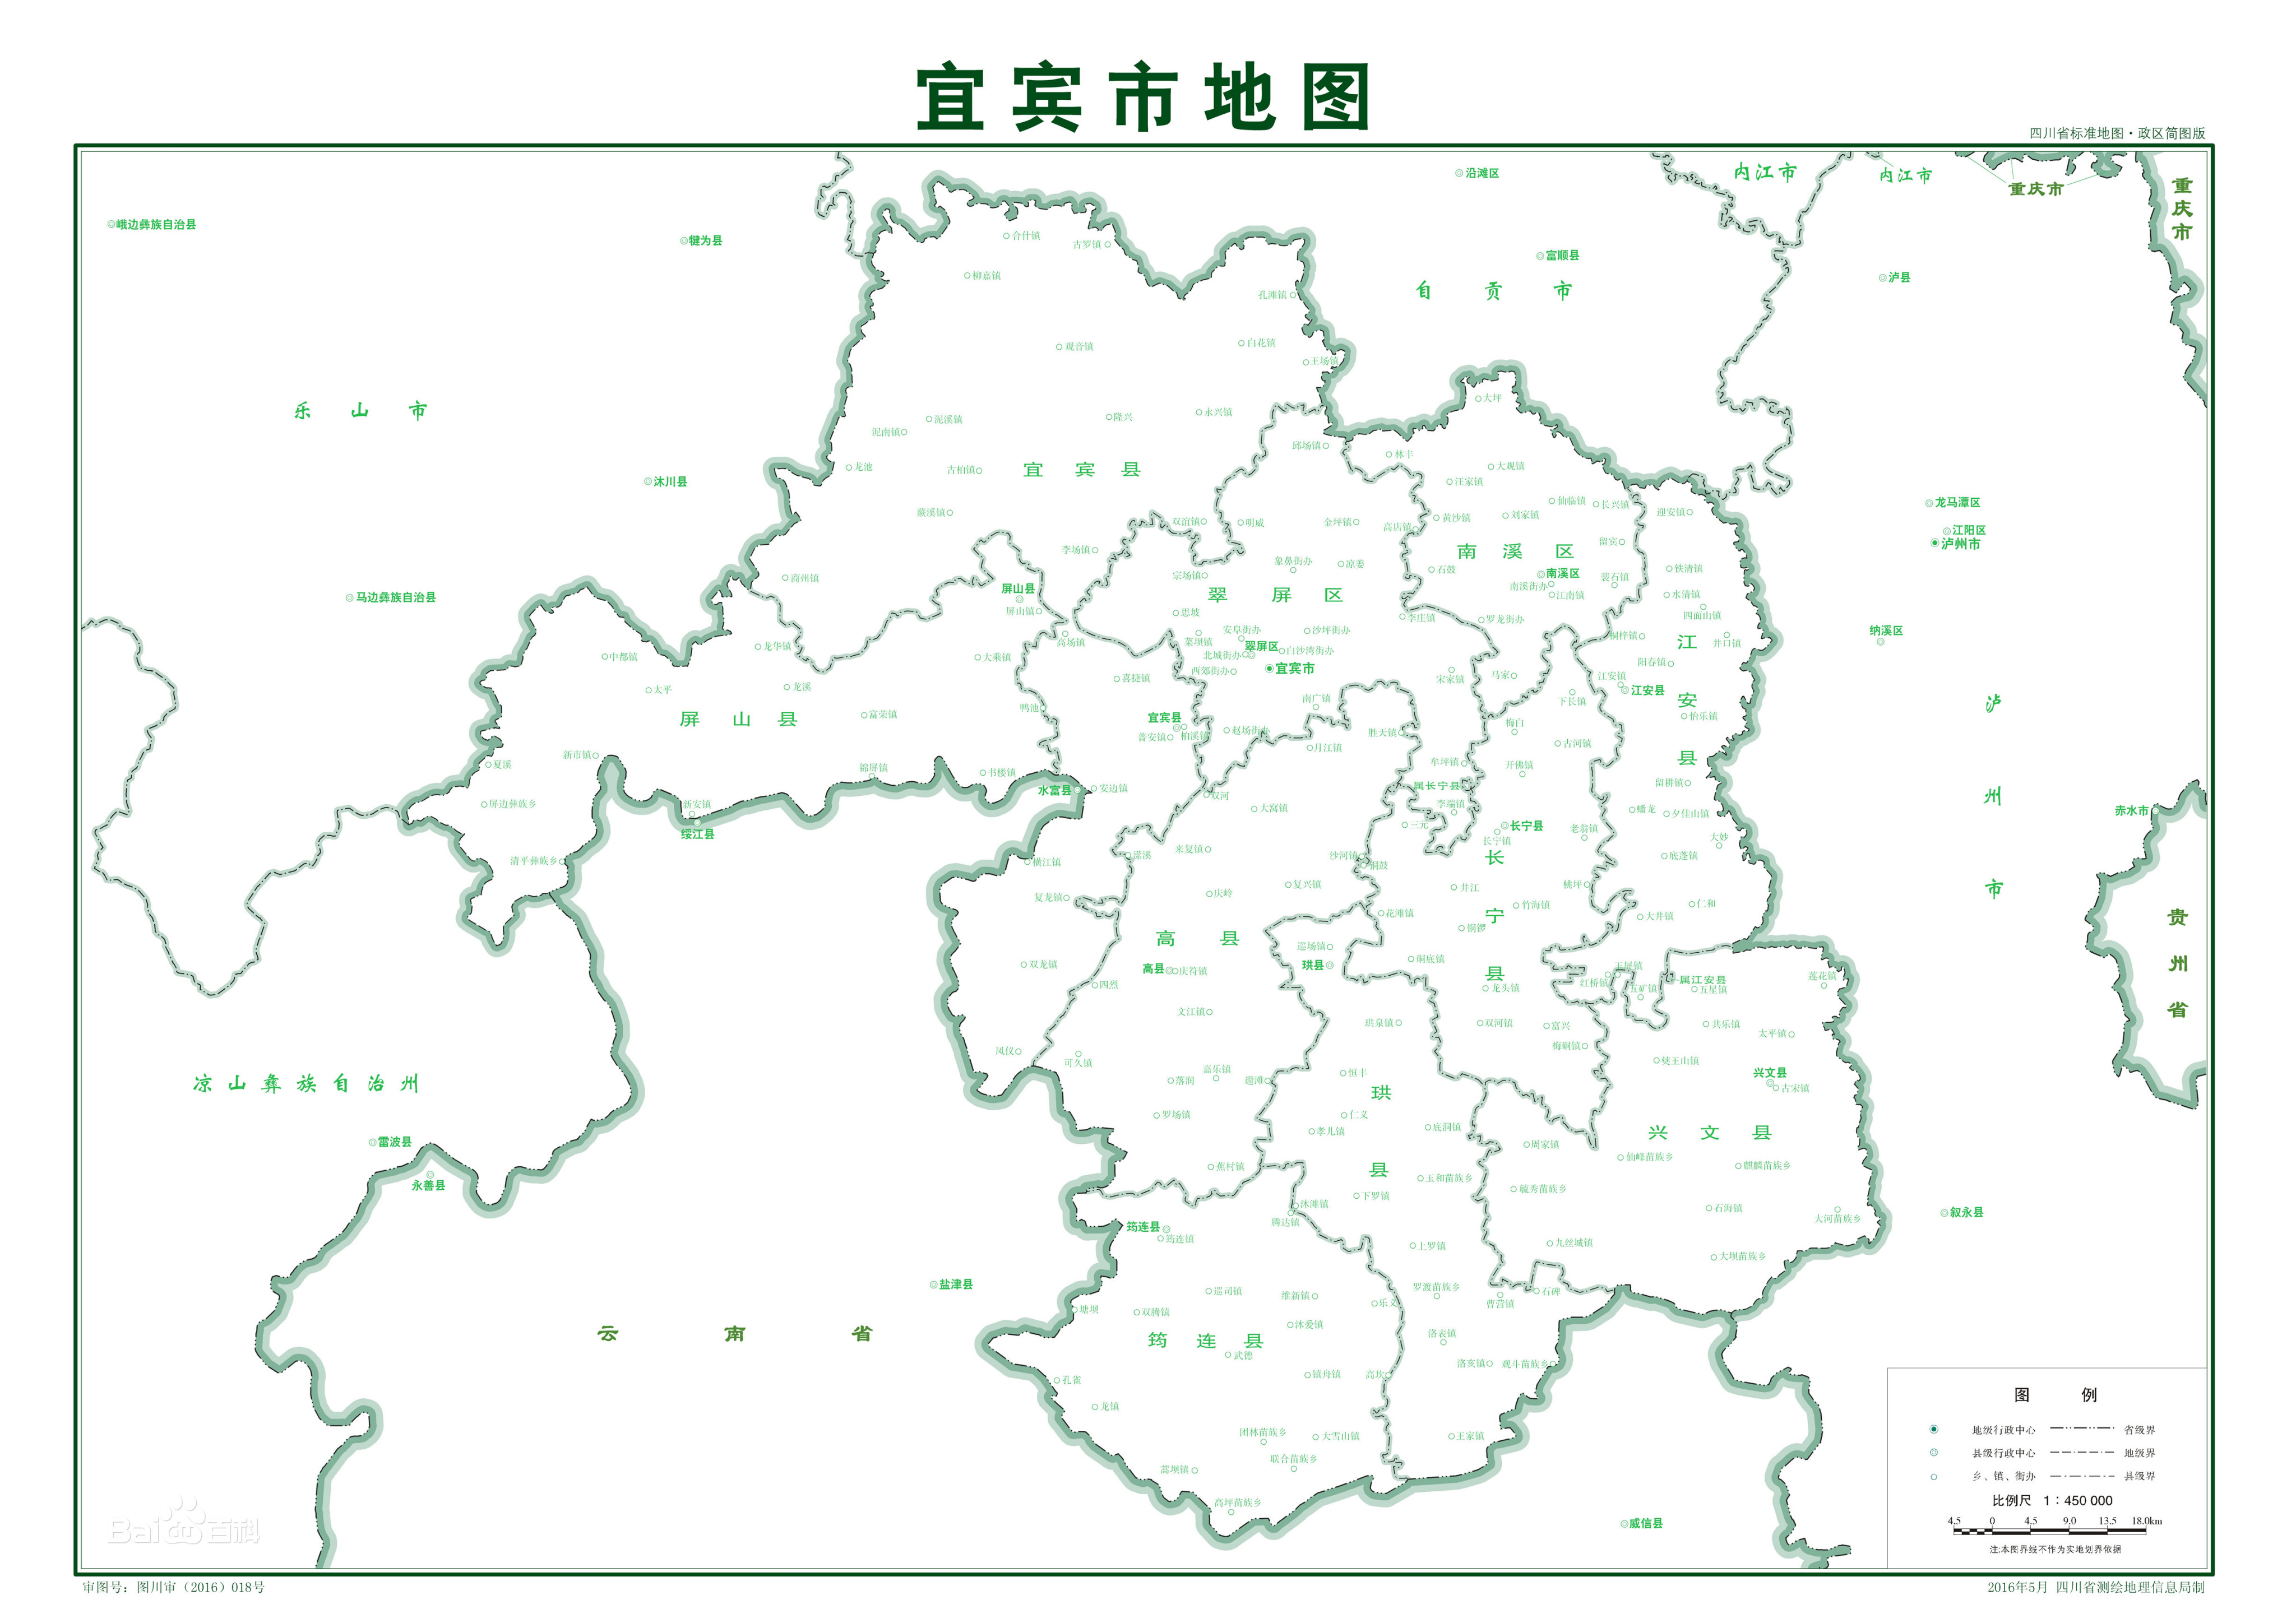 宜宾市地图
四川省标准地图·政区简图版
内江市
内江市
重庆市
重庆市
沿滩区
峨边彝族自治县
犍为县
合什镇
古罗镇
富顺县
柳嘉镇
泸县
孔滩镇
自贡市
观音镇
白花镇
王场镇
乐山市
大坪
泥溪镇
隆兴
永兴镇
泥南镇
邱场镇
林丰
龙池
古柏镇
宜宾县
大观镇
沐川县
汪家镇
仙临镇
长兴镇
龙马潭区
蕨溪镇
双谊镇
明威
金坪镇
高店镇
黄沙镇
刘家镇
迎安镇
江阳区
泸州市
李场镇
南溪区
留宾
象鼻街办
凉姜
石鼓
铁清镇
商州镇
宗场镇
南溪区
裴石镇
屏山县
翠屏区
南溪街办
江南镇
水清镇
马边彝族自治县
屏山镇
思坡
李庄镇
罗龙街办
四面山镇
安阜街办
沙坪街办
桐梓镇
江安县
井口镇
纳溪区
龙华镇
高场镇
菜坝镇
翠屏区
白沙湾街办
中都镇
大乘镇
北城街办
阳春镇
宜宾市
西郊街办
喜捷镇
宋家镇
马家
江安镇
太平
龙溪
江安县
下长镇
泸州市
鸭池
南广镇
屏山县
富荣镇
宜宾县
怡乐镇
梅白
普安镇
柏溪镇
赵场街办
胜天镇
月江镇
古河镇
新市镇
夏溪
锦屏镇
书楼镇
牟坪镇
开佛镇
留耕镇
水富县
安边镇
双河
属长宁县
屏边彝族乡
新安镇
大窝镇
李端镇
蟠龙
夕佳山镇
赤水市
绥江县
三元
长宁县
老翁镇
长宁镇
大妙
来复镇
清平彝族乡
横江镇
沙河镇
铜鼓
长宁县
底蓬镇
复龙镇
庆岭
复兴镇
井江
桃坪
竹海镇
仁和
花滩镇
大井镇
贵州省
高县
巡场镇
铜锣
双龙镇
高县
庆符镇
珙县
硐底镇
玉屏镇
四烈
龙头镇
红桥镇
五矿镇
属江安县
五星镇
莲花镇
文江镇
珙泉镇
双河镇
富兴
共乐镇
太平镇
凤仪
可久镇
梅硐镇
僰王山镇
嘉乐镇
恒丰
兴文县
凉山彝族自治州
落润
趱滩
珙县
古宋镇
罗场镇
仁义
孝儿镇
底洞镇
兴文县
雷波县
周家镇
仙峰苗族乡
麒麟苗族乡
蕉村镇
永善县
玉和苗族乡
毓秀苗族乡
下罗镇
沐滩镇
石海镇
大河苗族乡
叙永县
筠连县
腾达镇
筠连镇
上罗镇
九丝城镇
大坝苗族乡
盐津县
巡司镇
维新镇
罗渡苗族乡
石碑
乐义
曹营镇
塘坝
双腾镇
沐爱镇
云南省
筠连县
洛表镇
武德
洛亥镇
观斗苗族乡
孔雀
镇舟镇
高坎
龙镇
团林苗族乡
大雪山镇
王家镇
联合苗族乡
蒿坝镇
高坪苗族乡
威信县
图例
地级行政中心 省级界
县级行政中心 地级界
乡、镇、街办 县级界
比例尺 1：450 000
4.5 0 4.5 9.0 13.5 18.0km
注:本图界线不作为实地划界依据
Baidu百科
审图号：图川审（2016）018号
2016年5月 四川省测绘地理信息局制